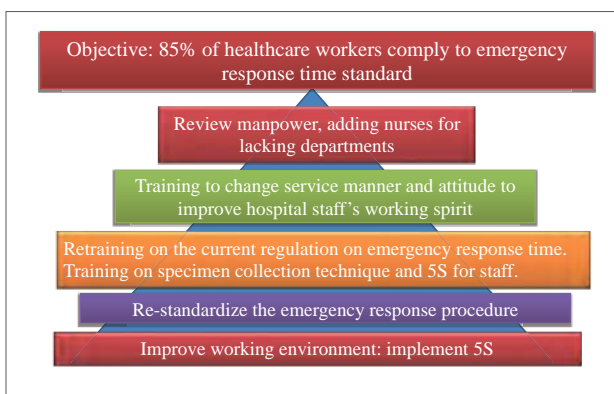 Objective: 85% of healthcare workers comply to emergency
response time standard
Review manpower, adding nurses for
lacking departments
Training to change service manner and attitude to
improve hospital staff’s working spirit
Retraining on the current regulation on emergency response time.
Training on specimen collection technique and 5S for staff.
Re-standardize the emergency response procedure
Improve working environment: implement 5S